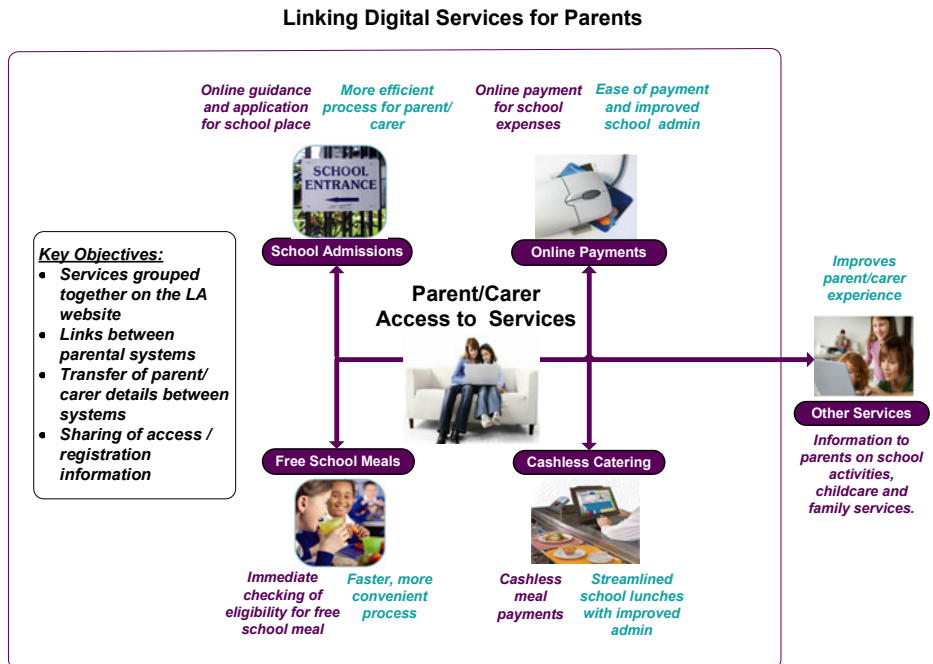 Linking Digital Services for Parents
Online guidance
and application
for school place
More efficient
process for parent/
carer
Online payment
for school
expenses
Ease of payment
and improved
school admin
SCHOOL
ENTRANCE
School Admissions
Online Payments
Key Objectives:
• Services grouped
together on the LA
website
• Links between
parental systems
• Transfer of parent/
carer details between
systems
• Sharing of access /
registration
information
Parent/Carer
Access to Services
Improves
parent/carer
experience
Other Services
Information to
parents on school
activities,
childcare and
family services.
Free School Meals
Cashless Catering
Immediate
checking of
eligibility for free
school meal
Faster, more
convenient
process
Cashless
meal
payments
Streamlined
school lunches
with improved
admin